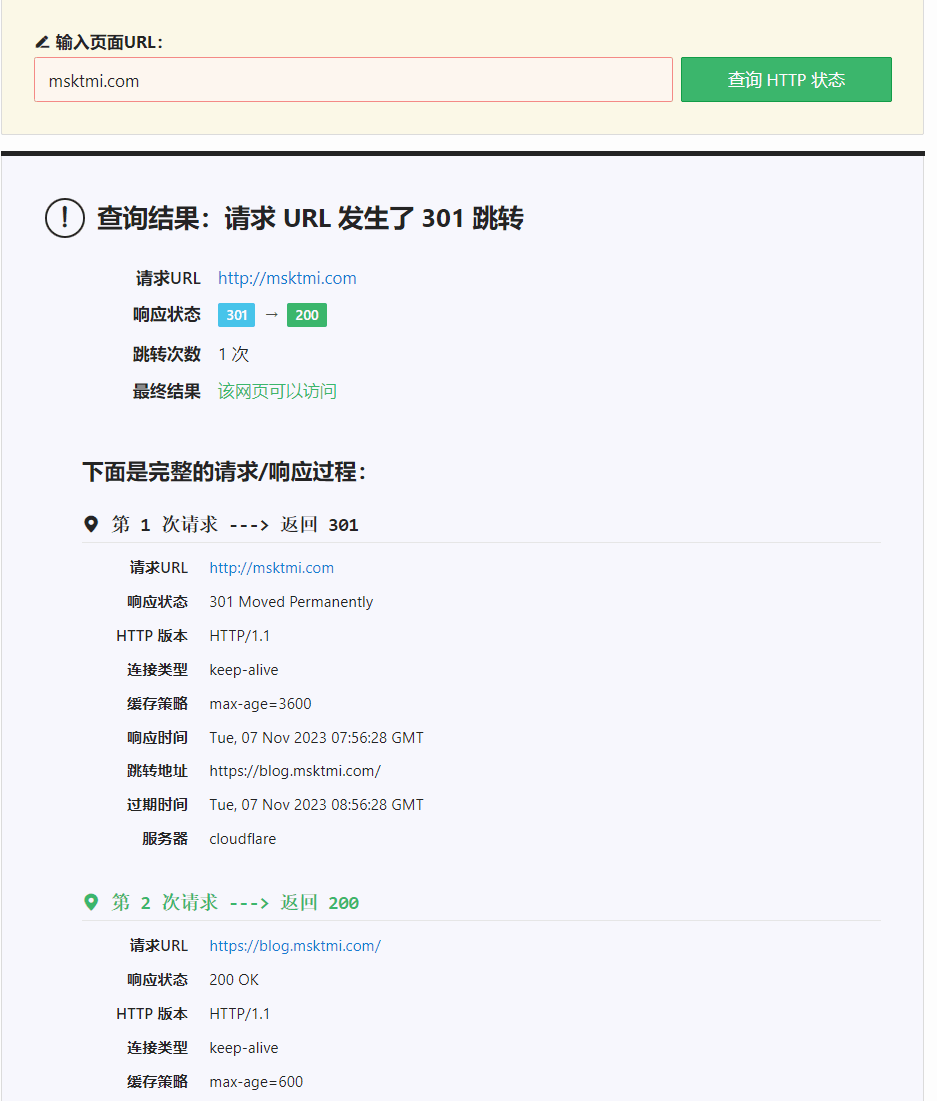 输入页面URL：
msktmi.com 查询 HTTP 状态
查询结果：请求 URL 发生了 301 跳转
请求URL http://msktmi.com
响应状态 301 → 200
跳转次数 1 次
最终结果 该网页可以访问
下面是完整的请求/响应过程：
第 1 次请求 ---> 返回 301
请求URL http://msktmi.com
响应状态 301 Moved Permanently
HTTP 版本 HTTP/1.1
连接类型 keep-alive
缓存策略 max-age=3600
响应时间 Tue, 07 Nov 2023 07:56:28 GMT
跳转地址 https://blog.msktmi.com/
过期时间 Tue, 07 Nov 2023 08:56:28 GMT
服务器 cloudflare
第 2 次请求 ---> 返回 200
请求URL https://blog.msktmi.com/
响应状态 200 OK
HTTP 版本 HTTP/1.1
连接类型 keep-alive
缓存策略 max-age=600